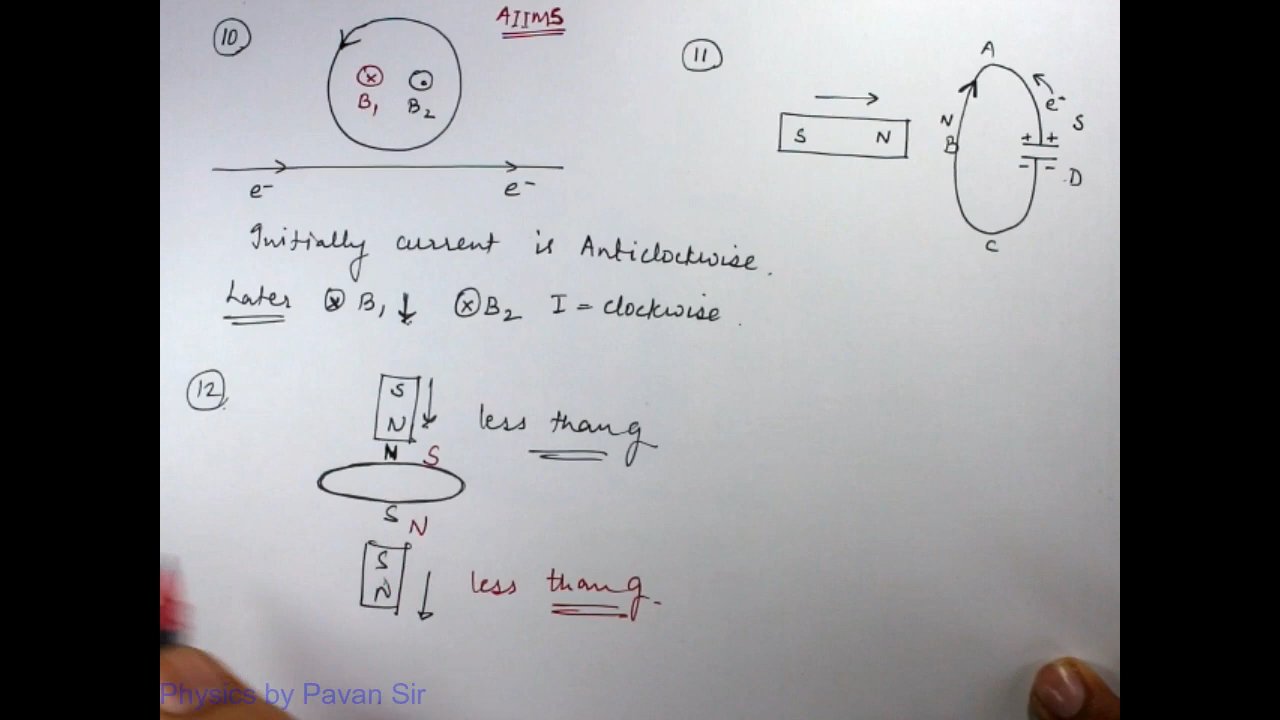 AIIMS
10
⊗ ⊙
B₁ B₂
e⁻ e⁻
Initially current is Anticlockwise.
Later ⊗ B₁ ↓ ⊗ B₂ I = clockwise.
11
A
e⁻
S N
N
B
S
+ +
- -
D
C
12
S
N
less than g
N S
S N
S
N
less than g.
Physics by Pavan Sir